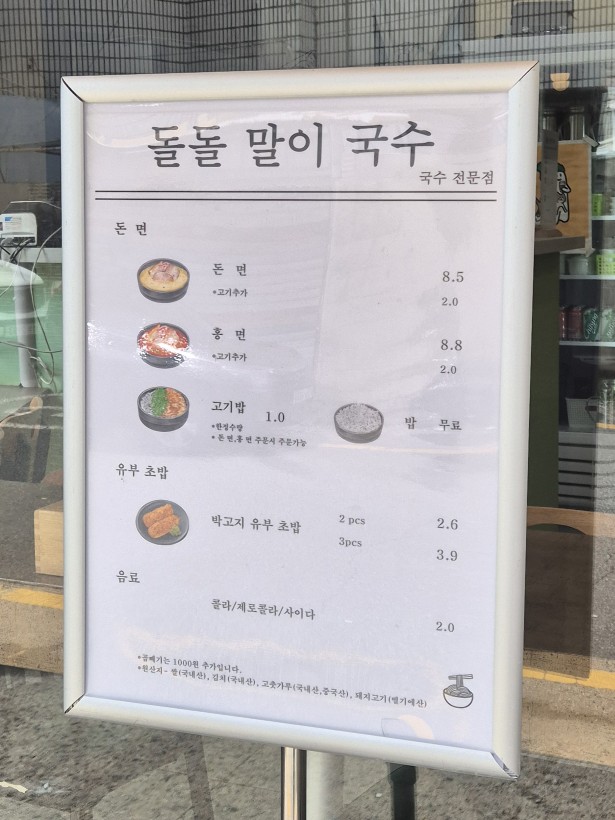 돌돌 말이 국수
국수 전문점
돈 면
돈 면 8.5
*고기추가 2.0
홍 면 8.8
*고기추가 2.0
고기밥 1.0 밥 무료
*한정수량
* 돈 면,홍 면 주문시 주문가능
유부 초밥
박고지 유부 초밥 2 pcs 2.6
3pcs 3.9
음료
콜라/제로콜라/사이다 2.0
*곱빼기는 1000원 추가입니다.
*원산지- 쌀(국내산), 김치(국내산), 고춧가루(국내산,중국산), 돼지고기(벨기에산)